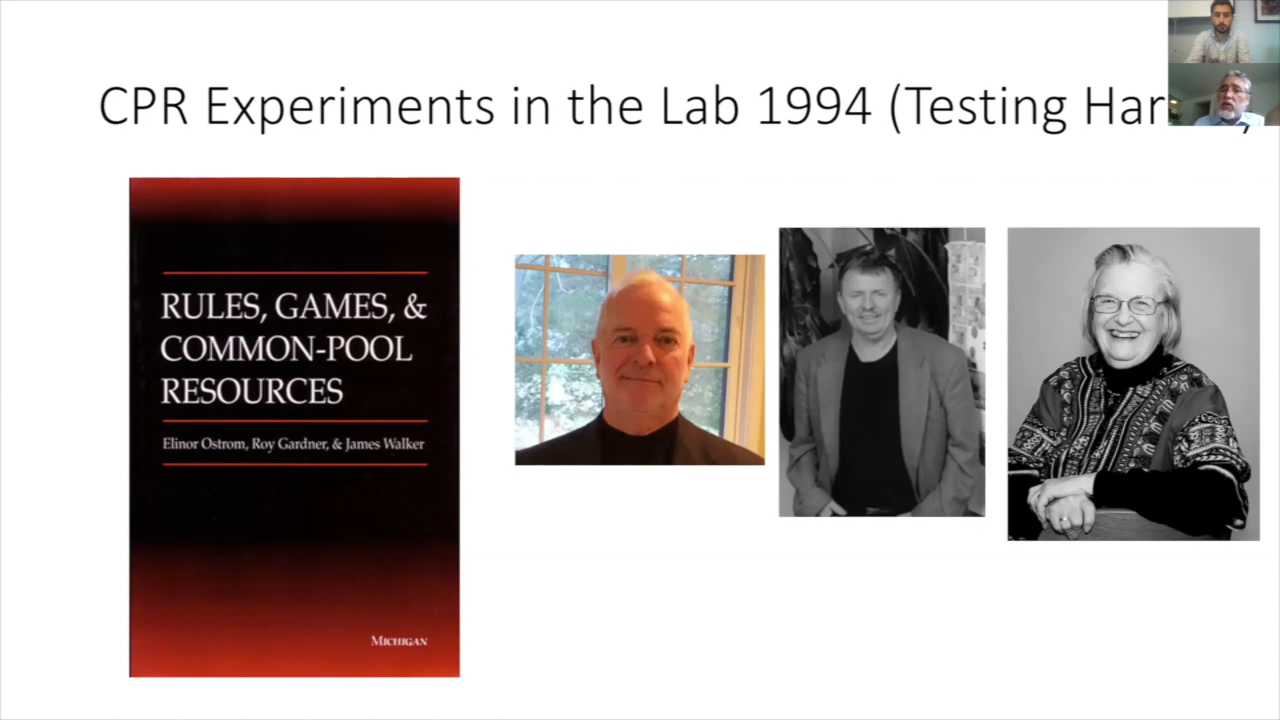 CPR Experiments in the Lab 1994 (Testing
RULES, GAMES, &
COMMON-POOL
RESOURCES
Elinor Ostrom, Roy Gardner, & James Walker
MICHIGAN